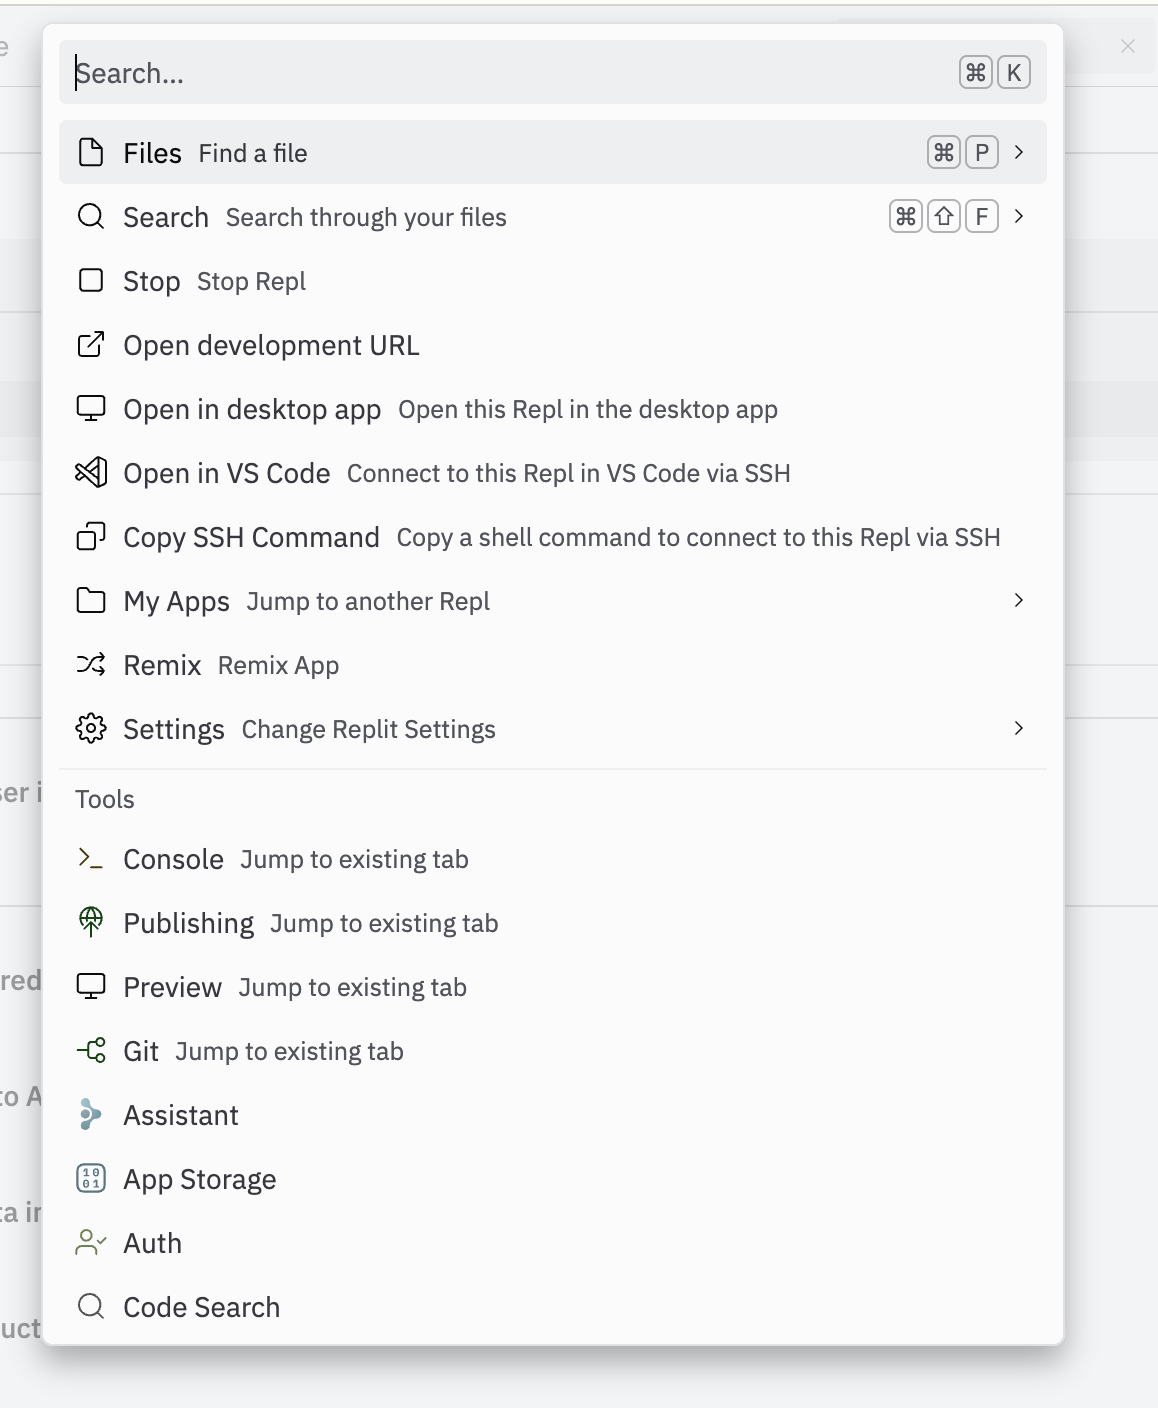 Search...
⌘ K
Files Find a file ⌘ P
Search Search through your files ⌘ ⇧ F
Stop Stop Repl
Open development URL
Open in desktop app Open this Repl in the desktop app
Open in VS Code Connect to this Repl in VS Code via SSH
Copy SSH Command Copy a shell command to connect to this Repl via SSH
My Apps Jump to another Repl
Remix Remix App
Settings Change Replit Settings
Tools
Console Jump to existing tab
Publishing Jump to existing tab
Preview Jump to existing tab
Git Jump to existing tab
Assistant
App Storage
Auth
Code Search